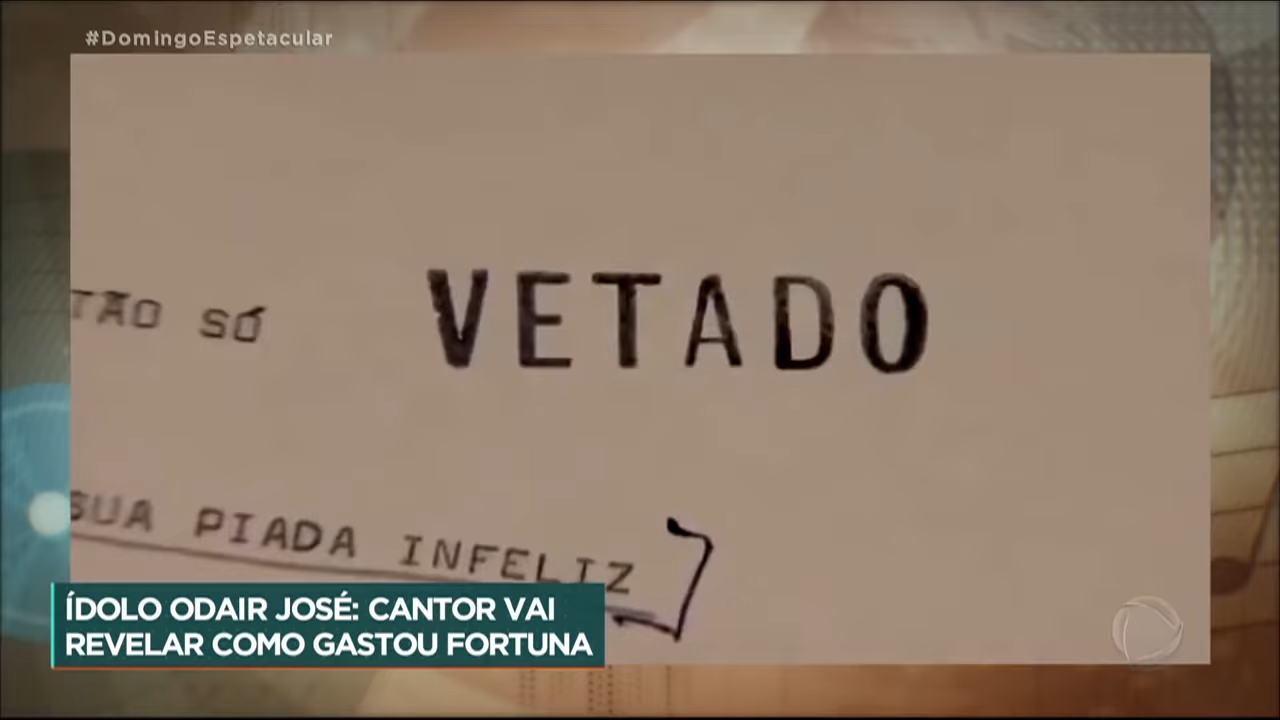 #DomingoEspetacular
TÃO SÓ
VETADO
SUA PIADA INFELIZ
ÍDOLO ODAIR JOSÉ: CANTOR VAI
REVELAR COMO GASTOU FORTUNA